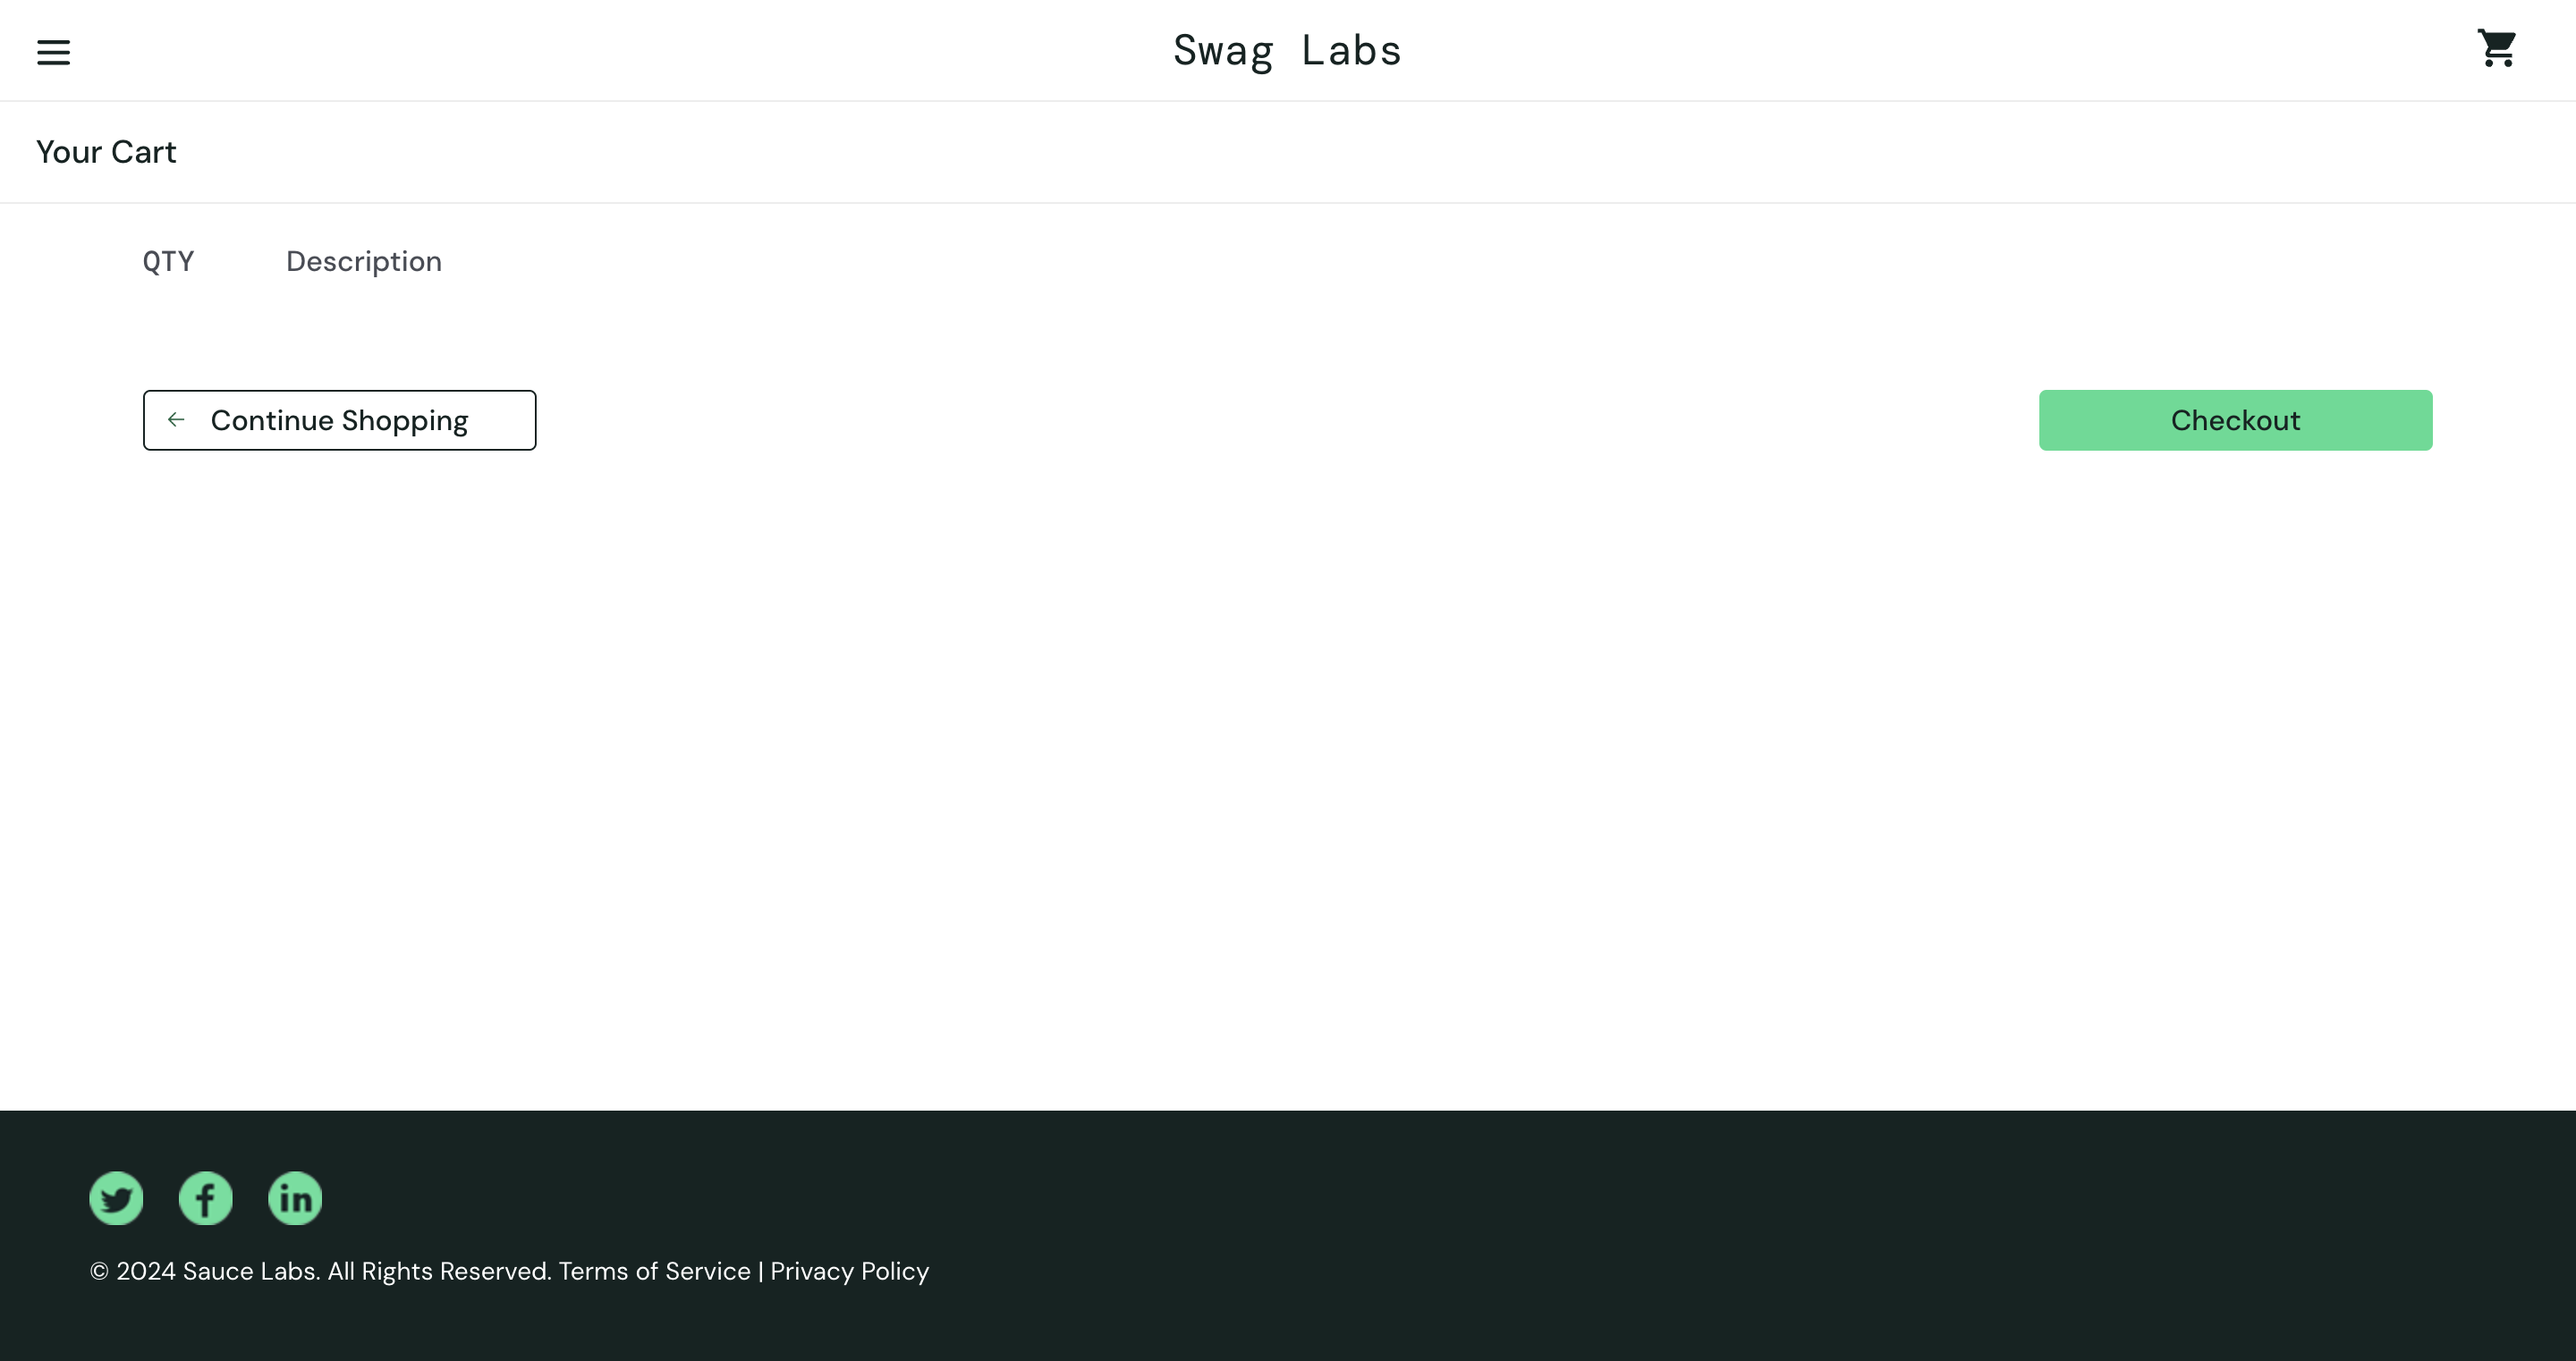 Swag Labs
Your Cart
QTY Description
Continue Shopping
Checkout
© 2024 Sauce Labs. All Rights Reserved. Terms of Service | Privacy Policy